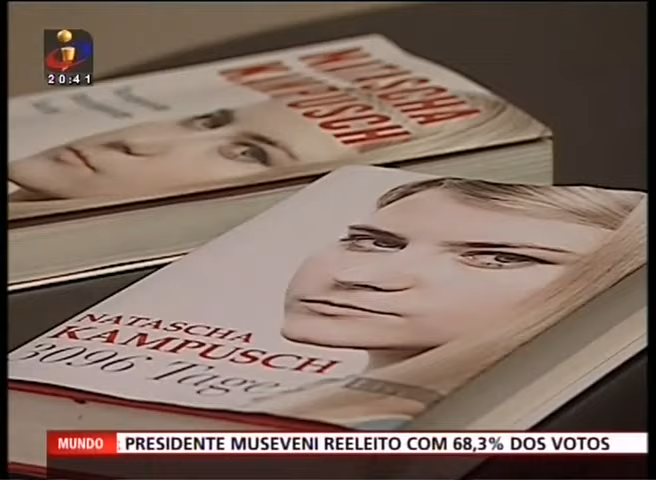 20:41
NATASCHA
KAMPUSCH
NATASCHA
KAMPUSCH
3096 Tage
MUNDO
PRESIDENTE MUSEVENI REELEITO COM 68,3% DOS VOTOS